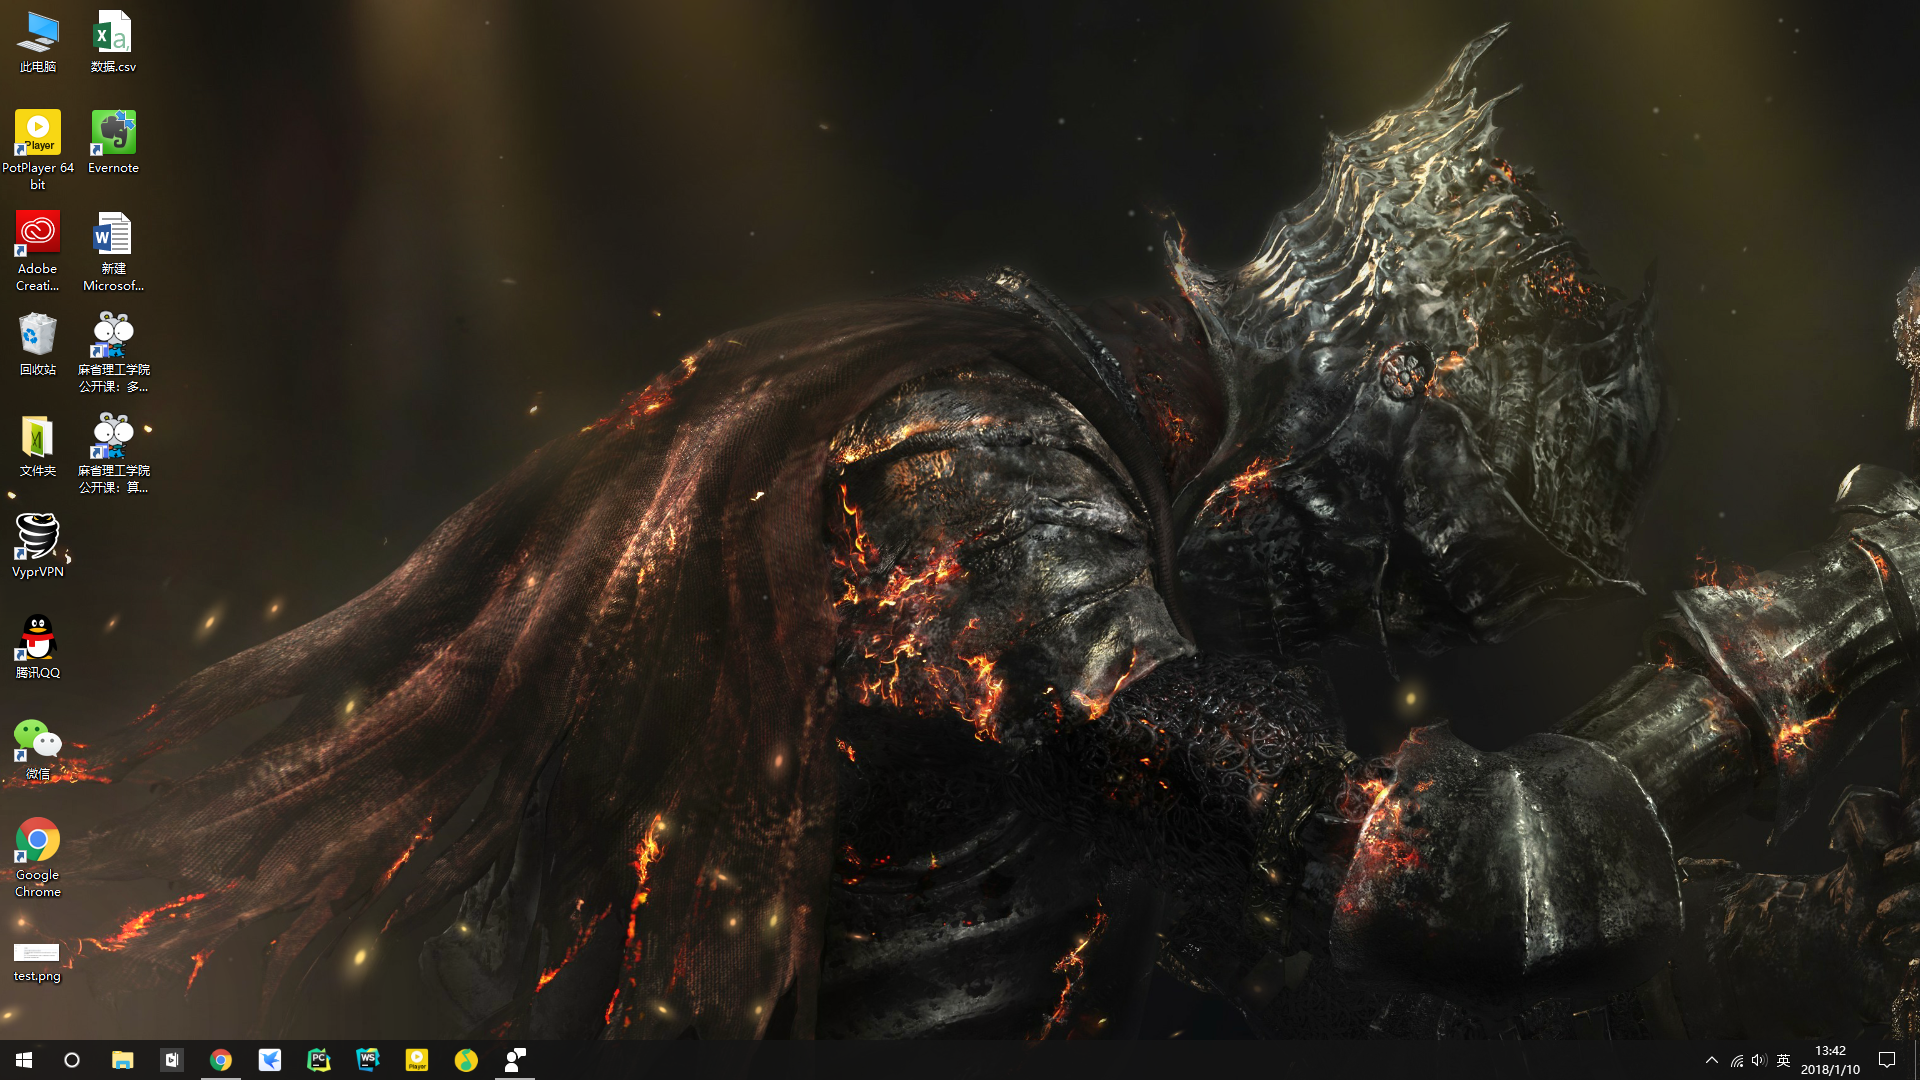 此电脑
数据.csv
Player
PotPlayer 64
bit
Evernote
Adobe
Creati...
W
新建
Microsof...
回收站
麻省理工学院
公开课：多...
文件夹
麻省理工学院
公开课：算...
VyprVPN
腾讯QQ
微信
Google
Chrome
test.png
PC
WS
Player
英
13:42
2018/1/10